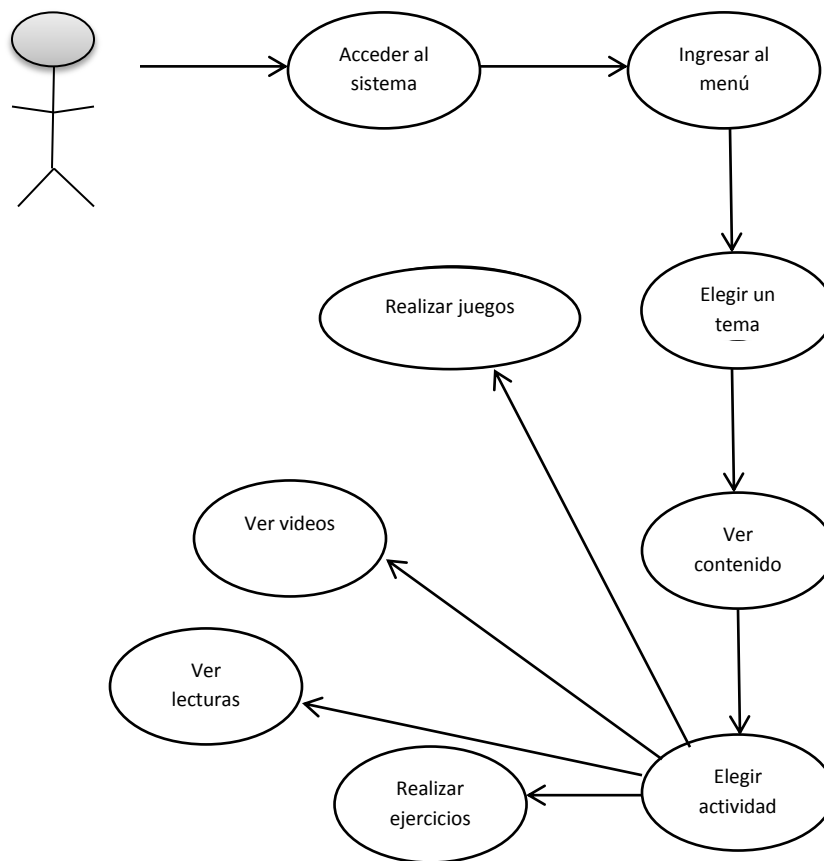 Acceder al
sistema
Ingresar al
menú
Elegir un
tema
Realizar juegos
Ver videos
Ver
contenido
Ver
lecturas
Realizar
ejercicios
Elegir
actividad